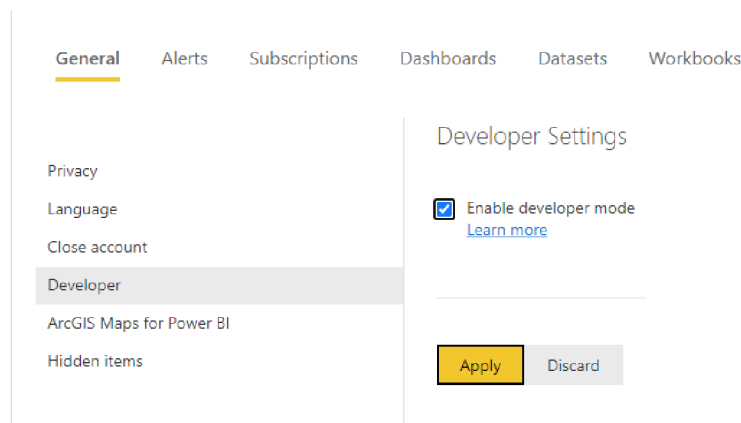 General Alerts Subscriptions Dashboards Datasets Workbooks
Developer Settings
Privacy
Language
Close account
Developer
ArcGIS Maps for Power BI
Hidden items
Enable developer mode
Learn more
Apply Discard